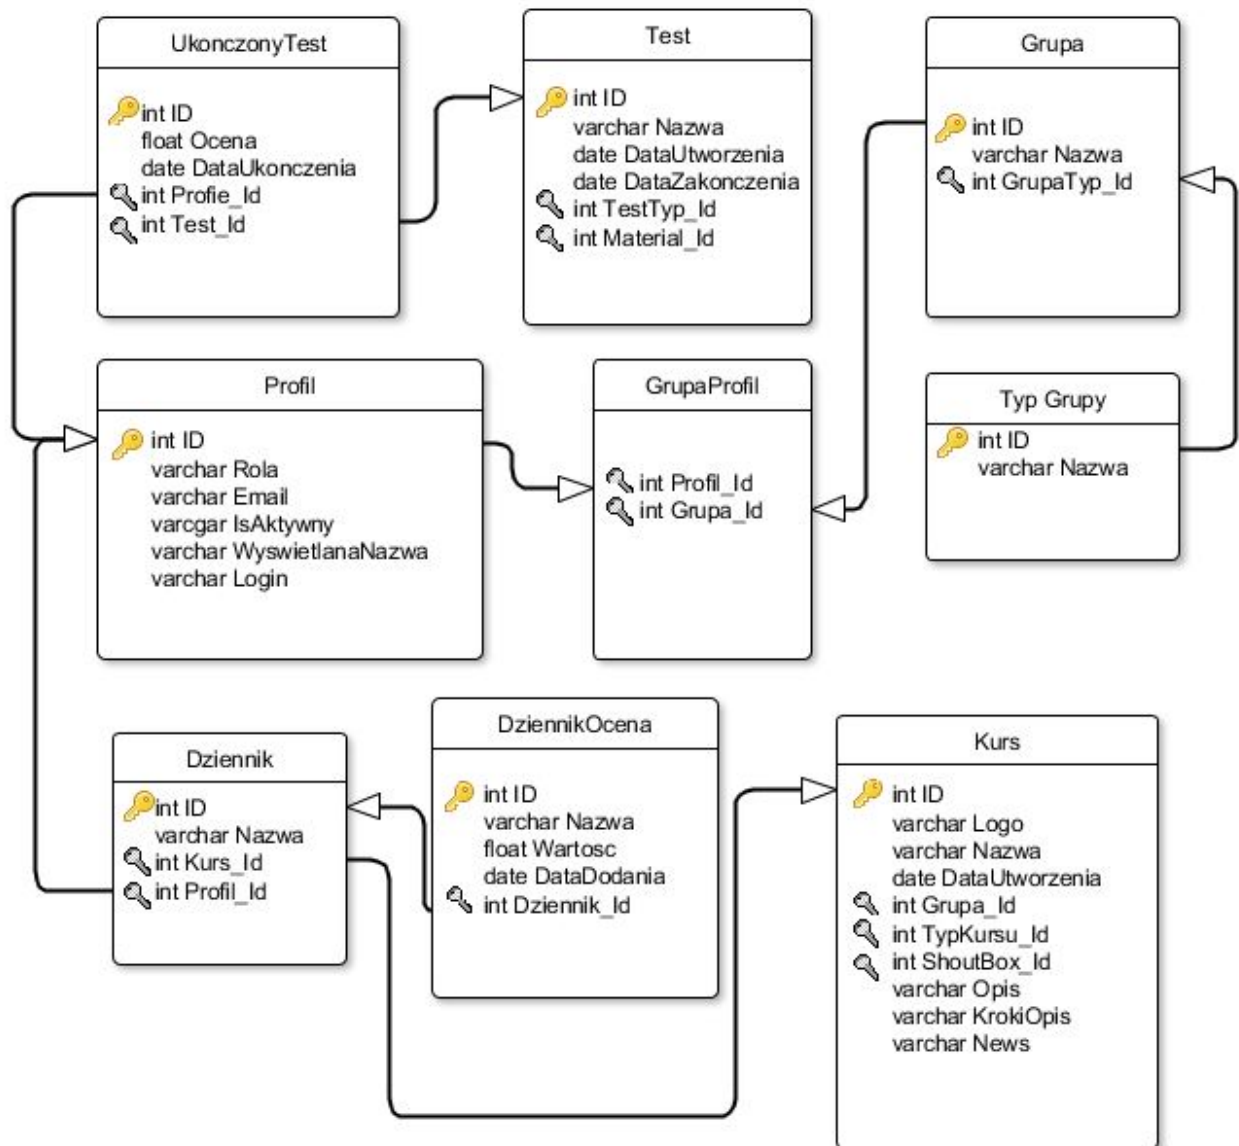 UkonczonyTest
int ID
float Ocena
date DataUkonczenia
int Profie_Id
int Test_Id
Test
int ID
varchar Nazwa
date DataUtworzenia
date DataZakonczenia
int TestTyp_Id
int Material_Id
Grupa
int ID
varchar Nazwa
int GrupaTyp_Id
Profil
int ID
varchar Rola
varchar Email
varcgar IsAktywny
varchar WyswietlanaNazwa
varchar Login
GrupaProfil
int Profil_Id
int Grupa_Id
Typ Grupy
int ID
varchar Nazwa
Dziennik
int ID
varchar Nazwa
int Kurs_Id
int Profil_Id
DziennikOcena
int ID
varchar Nazwa
float Wartosc
date DataDodania
int Dziennik_Id
Kurs
int ID
varchar Logo
varchar Nazwa
date DataUtworzenia
int Grupa_Id
int TypKursu_Id
int ShoutBox_Id
varchar Opis
varchar KrokiOpis
varchar News